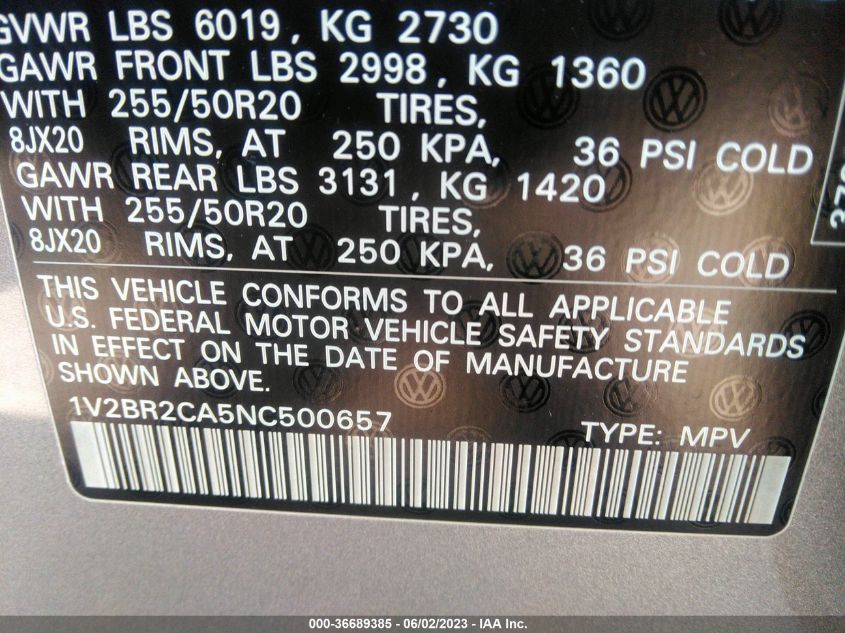 GVWR LBS 6019, KG 2730
GAWR FRONT LBS 2998, KG 1360
WITH 255/50R20 TIRES,
8JX20 RIMS, AT 250 KPA, 36 PSI COLD
GAWR REAR LBS 3131, KG 1420
WITH 255/50R20 TIRES,
8JX20 RIMS, AT 250 KPA, 36 PSI COLD
THIS VEHICLE CONFORMS TO ALL APPLICABLE
U.S. FEDERAL MOTOR VEHICLE SAFETY STANDARDS
IN EFFECT ON THE DATE OF MANUFACTURE
SHOWN ABOVE.
1V2BR2CA5NC500657 TYPE: MPV
000-36689385 - 06/02/2023 - IAA Inc.